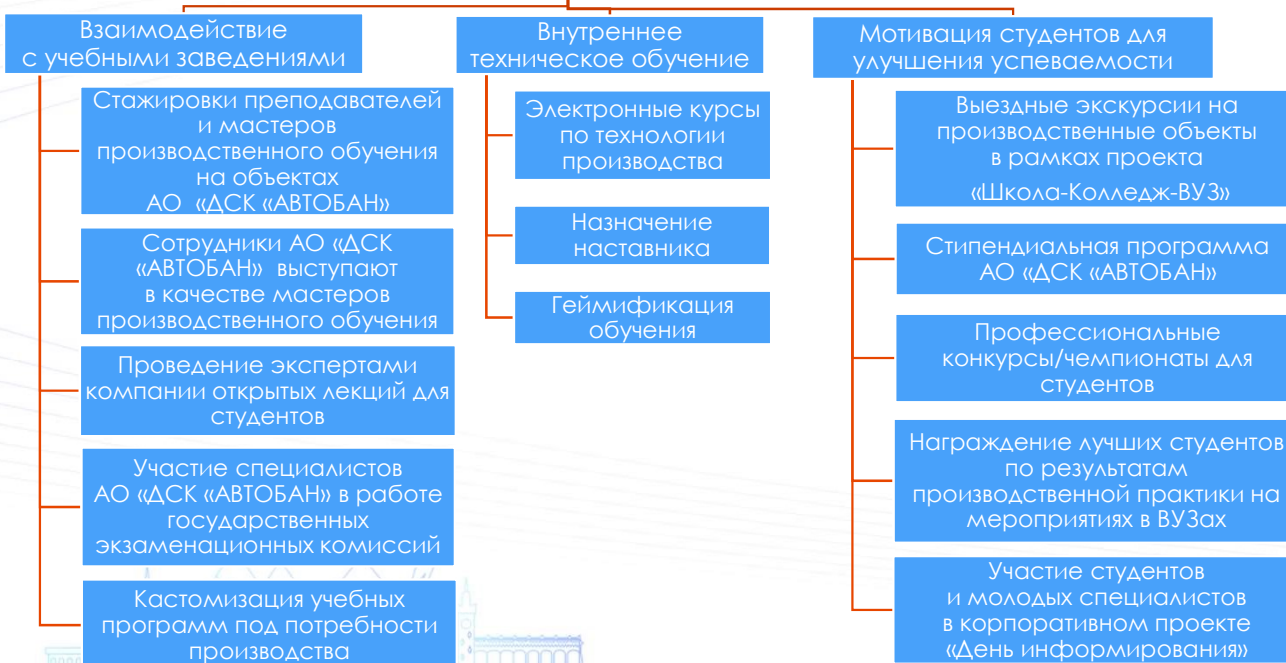 Взаимодействие
с учебными заведениями
Стажировки преподавателей
и мастеров
производственного обучения
на объектах
АО «ДСК «АВТОБАН»
Сотрудники АО «ДСК
«АВТОБАН» выступают
в качестве мастеров
производственного обучения
Проведение экспертами
компании открытых лекций для
студентов
Участие специалистов
АО «ДСК «АВТОБАН» в работе
государственных
экзаменационных комиссий
Кастомизация учебных
программ под потребности
производства
Внутреннее
техническое обучение
Электронные курсы
по технологии
производства
Назначение
наставника
Геймификация
обучения
Мотивация студентов для
улучшения успеваемости
Выездные экскурсии на
производственные объекты
в рамках проекта
«Школа-Колледж-ВУЗ»
Стипендиальная программа
АО «ДСК «АВТОБАН»
Профессиональные
конкурсы/чемпионаты для
студентов
Награждение лучших студентов
по результатам
производственной практики на
мероприятиях в ВУЗах
Участие студентов
и молодых специалистов
в корпоративном проекте
«День информирования»